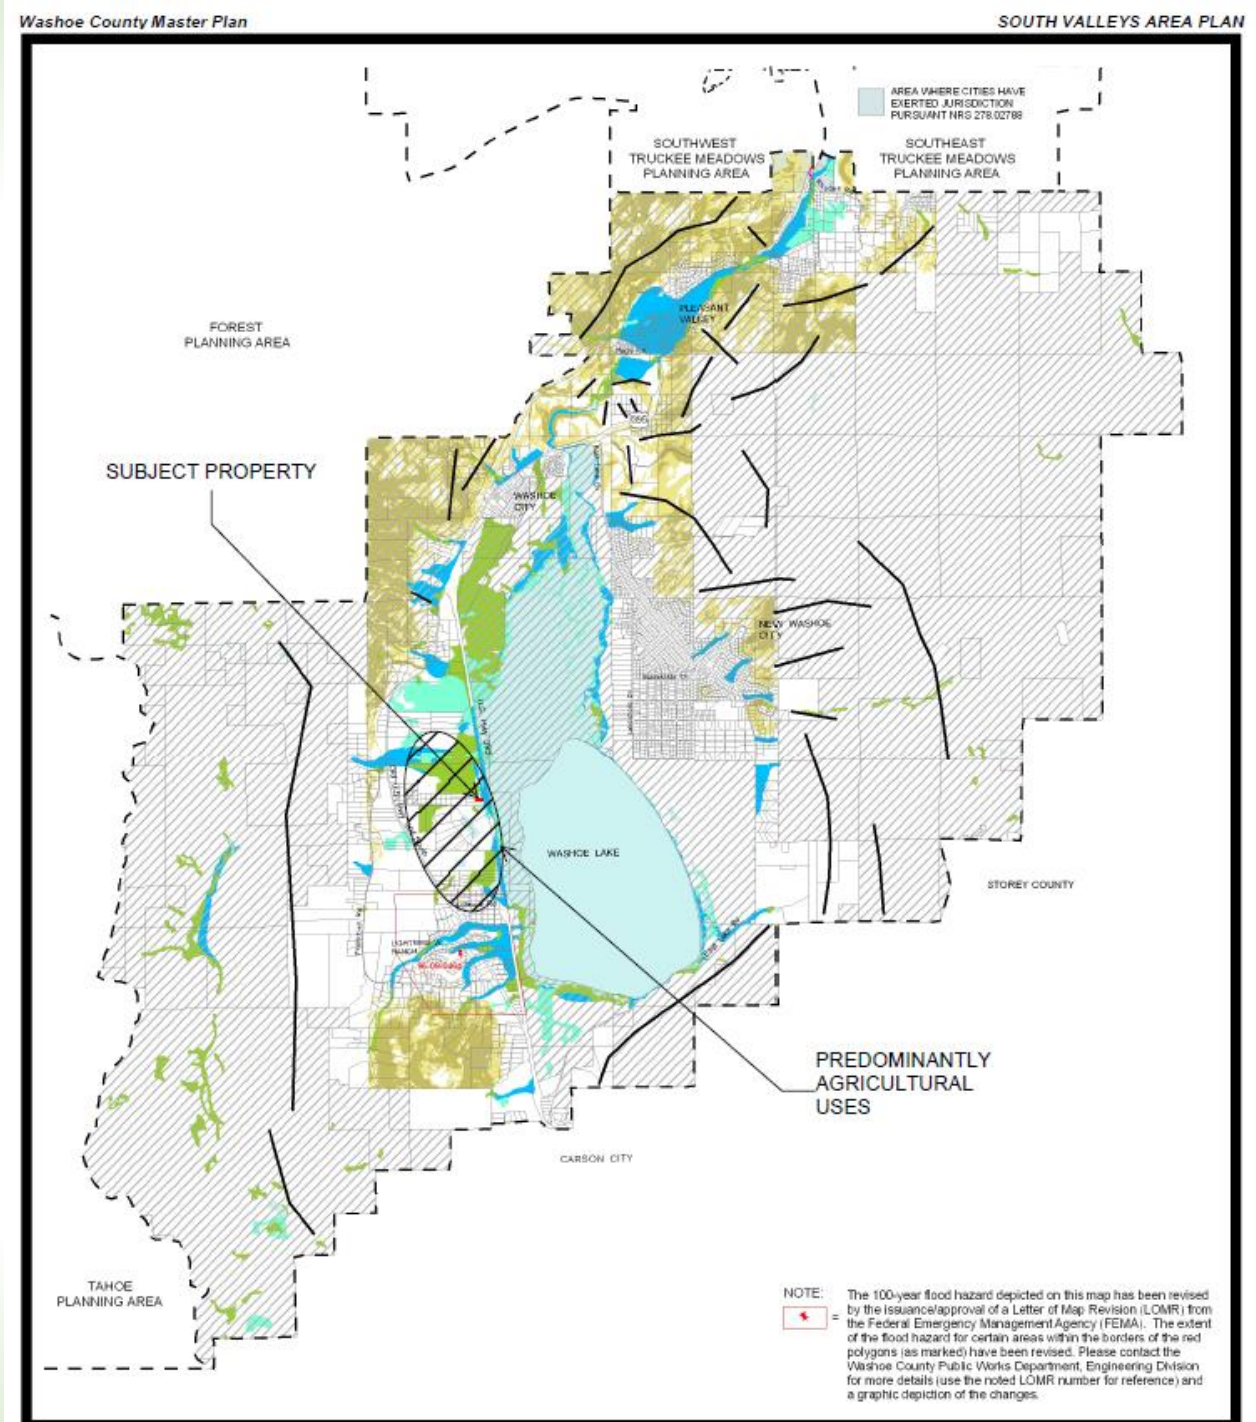 Washoe County Master Plan
SOUTH VALLEYS AREA PLAN
AREA WHERE CITIES HAVE
EXERTED JURISDICTION
PURSUANT NRS 278.02788
SOUTHWEST
TRUCKEE MEADOWS
PLANNING AREA
SOUTHEAST
TRUCKEE MEADOWS
PLANNING AREA
FOREST
PLANNING AREA
PLEASANT
VALLEY
SUBJECT PROPERTY
WASHOE
CITY
NEW WASHOE
CITY
WASHOE LAKE
STOREY COUNTY
LIGHTNING W
RANCH
PREDOMINANTLY
AGRICULTURAL
USES
CARSON CITY
TAHOE
PLANNING AREA
NOTE:
=
The 100-year flood hazard depicted on this map has been revised
by the issuance/approval of a Letter of Map Revision (LOMR) from
the Federal Emergency Management Agency (FEMA). The extent
of the flood hazard for certain areas within the borders of the red
polygons (as marked) have been revised. Please contact the
Washoe County Public Works Department, Engineering Division
for more details (use the noted LOMR number for reference) and
a graphic depiction of the changes.